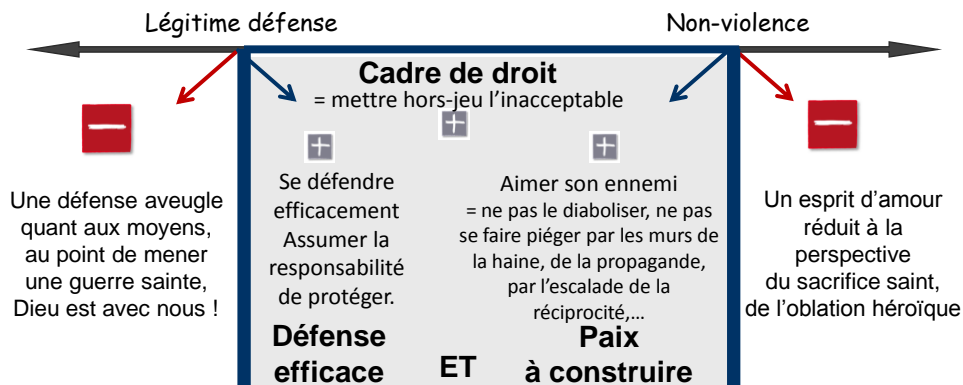 Légitime défense
Non-violence
Cadre de droit
= mettre hors-jeu l’inacceptable
Une défense aveugle
quant aux moyens,
au point de mener
une guerre sainte,
Dieu est avec nous !
Se défendre
efficacement
Assumer la
responsabilité
de protéger.
Aimer son ennemi
= ne pas le diaboliser, ne pas
se faire piéger par les murs de
la haine, de la propagande,
par l’escalade de la
réciprocité,…
Un esprit d’amour
réduit à la
perspective
du sacrifice saint,
de l’oblation héroïque
Défense
efficace
ET
Paix
à construire